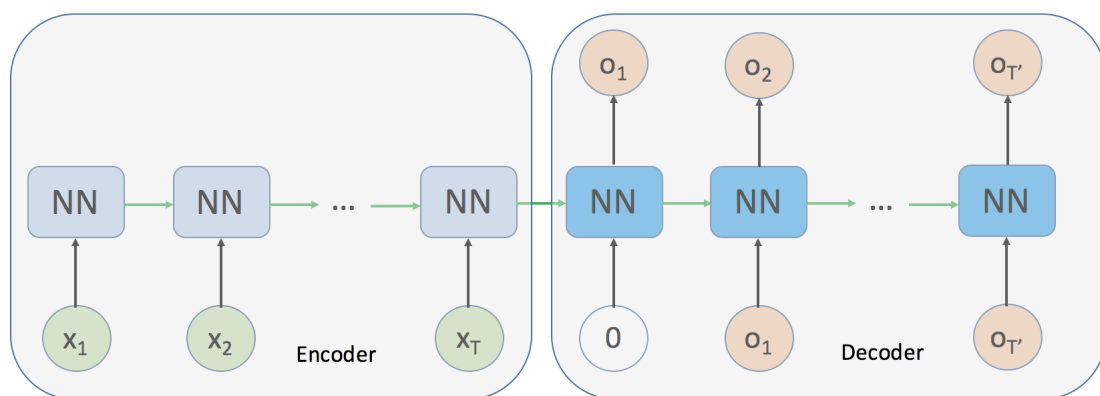 o1 o2 oT'
NN NN ... NN NN NN ... NN
x1 x2 xT 0 o1 oT'
Encoder Decoder